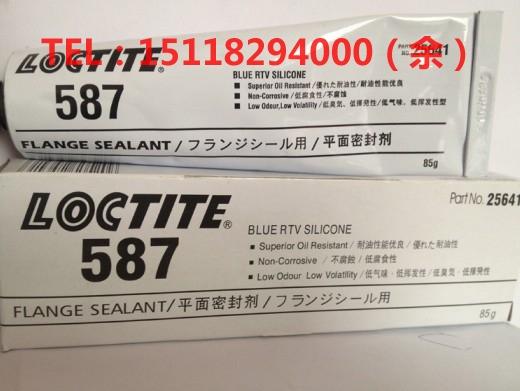 TEL：15118294000（余）
LOCTITE®
587
PART NO. 25641
BLUE RTV SILICONE
■ Superior Oil Resistant/優れた耐油性/耐油性能优良
■ Non-Corrosive/低腐食性/不腐蚀
■ Low Odour,Low Volatility/低臭気、低揮発性/低气味、低挥发性型
FLANGE SEALANT/フランジシール用/平面密封剂
85g
LOCTITE®
587
Part No. 25641
BLUE RTV SILICONE
■ Superior Oil Resistant / 耐油性能优良 / 優れた耐油性
■ Non-Corrosive / 不腐蝕 / 低腐食性
■ Low Odour Low Volatility / 低气味、低挥发性/低臭気、低揮発性
FLANGE SEALANT/平面密封剂/フランジシール用
85g